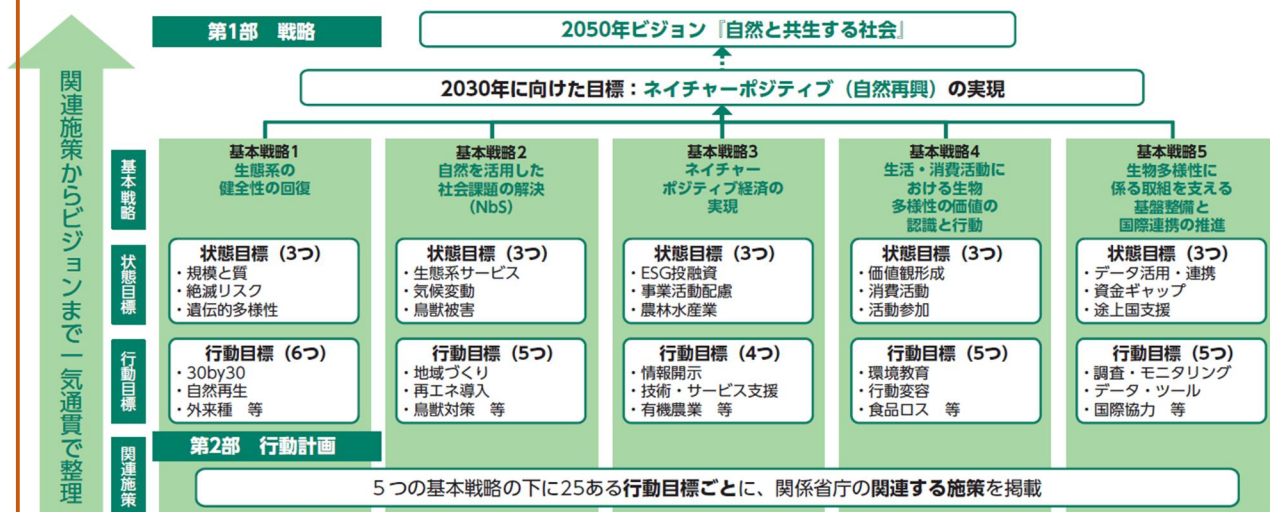 関連施策からビジョンまで一気通貫で整理
第1部 戦略
2050年ビジョン『自然と共生する社会』
2030年に向けた目標：ネイチャーポジティブ（自然再興）の実現
基本戦略
基本戦略1
生態系の
健全性の回復
基本戦略2
自然を活用した
社会課題の解決
（NbS）
基本戦略3
ネイチャー
ポジティブ経済の
実現
基本戦略4
生活・消費活動に
おける生物
多様性の価値の
認識と行動
基本戦略5
生物多様性に
係る取組を支える
基盤整備と
国際連携の推進
状態目標
状態目標（3つ）
・規模と質
・絶滅リスク
・遺伝的多様性
状態目標（3つ）
・生態系サービス
・気候変動
・鳥獣被害
状態目標（3つ）
・ESG投融資
・事業活動配慮
・農林水産業
状態目標（3つ）
・価値観形成
・消費活動
・活動参加
状態目標（3つ）
・データ活用・連携
・資金ギャップ
・途上国支援
行動目標
行動目標（6つ）
・30by30
・自然再生
・外来種 等
行動目標（5つ）
・地域づくり
・再エネ導入
・鳥獣対策 等
行動目標（4つ）
・情報開示
・技術・サービス支援
・有機農業 等
行動目標（5つ）
・環境教育
・行動変容
・食品ロス 等
行動目標（5つ）
・調査・モニタリング
・データ・ツール
・国際協力 等
第2部 行動計画
関連施策
５つの基本戦略の下に25ある行動目標ごとに、関係省庁の関連する施策を掲載